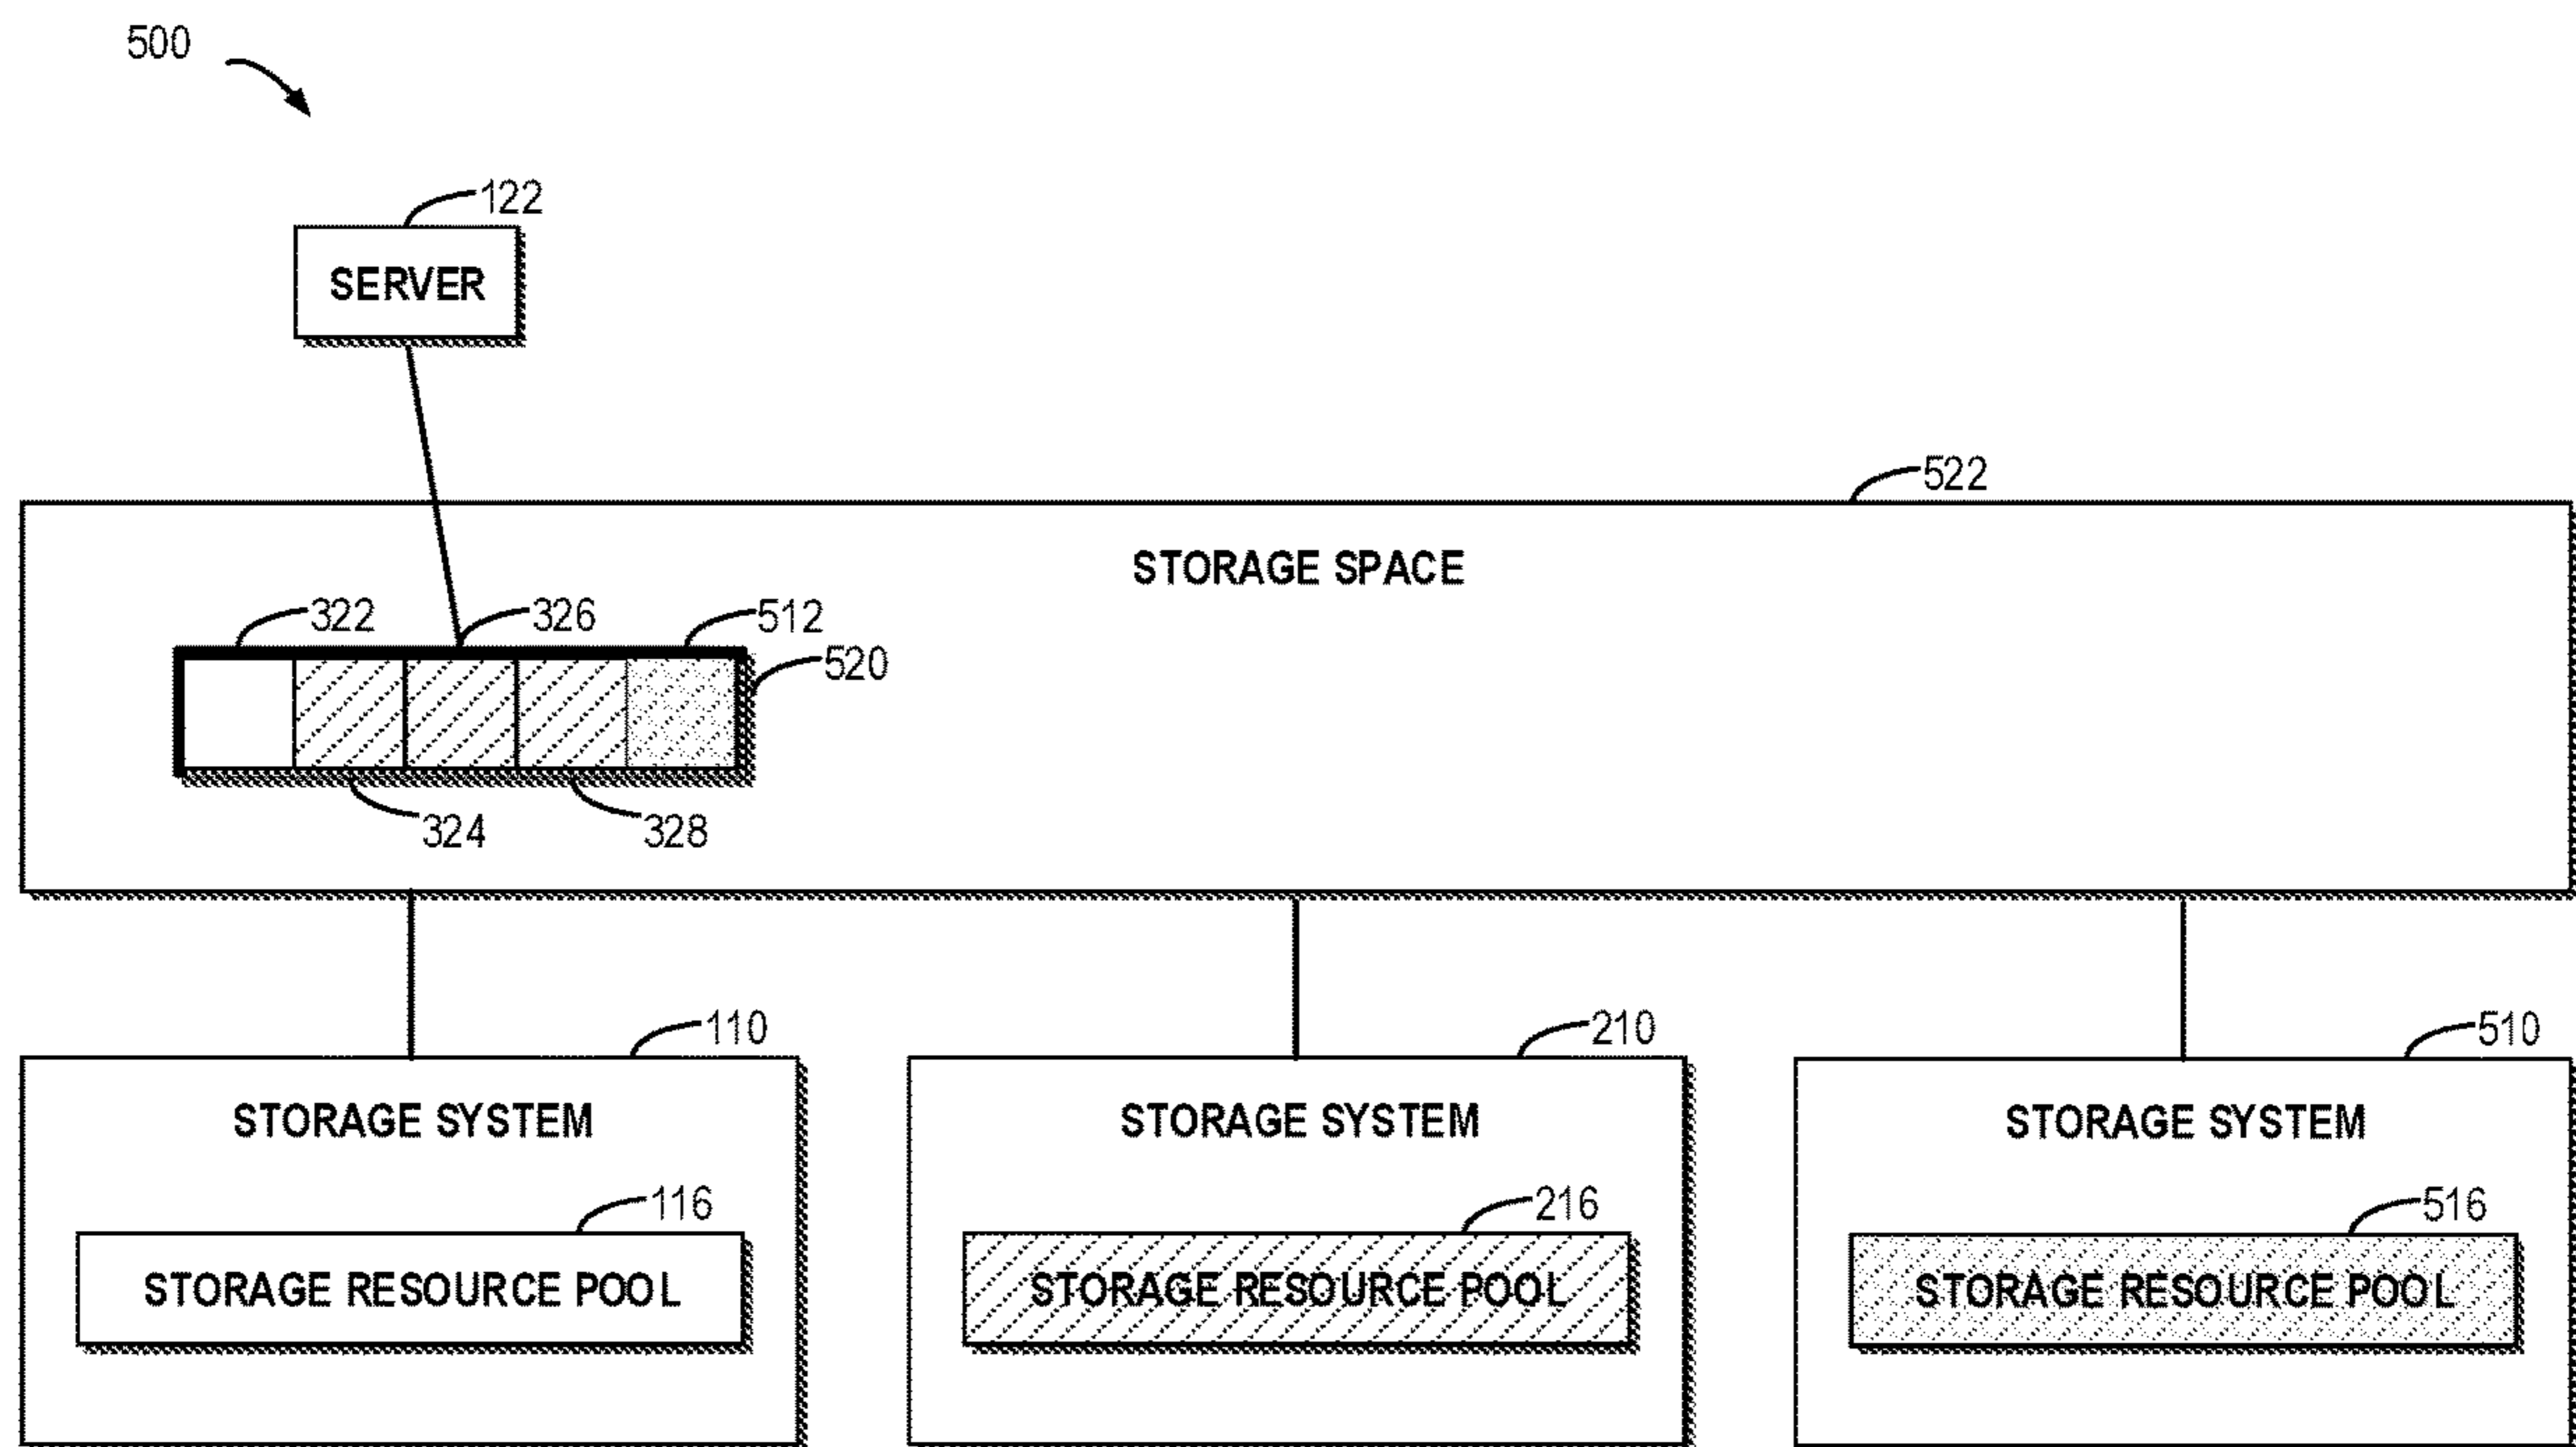 500
122
SERVER
522
STORAGE SPACE
322 326 512
520
324 328
110 210 510
STORAGE SYSTEM STORAGE SYSTEM STORAGE SYSTEM
116 216 516
STORAGE RESOURCE POOL STORAGE RESOURCE POOL STORAGE RESOURCE POOL